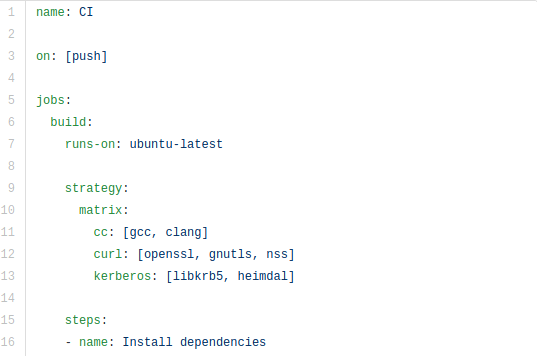 1 name: CI
2
3 on: [push]
4
5 jobs:
6 build:
7 runs-on: ubuntu-latest
8
9 strategy:
10 matrix:
11 cc: [gcc, clang]
12 curl: [openssl, gnutls, nss]
13 kerberos: [libkrb5, heimdal]
14
15 steps:
16 - name: Install dependencies